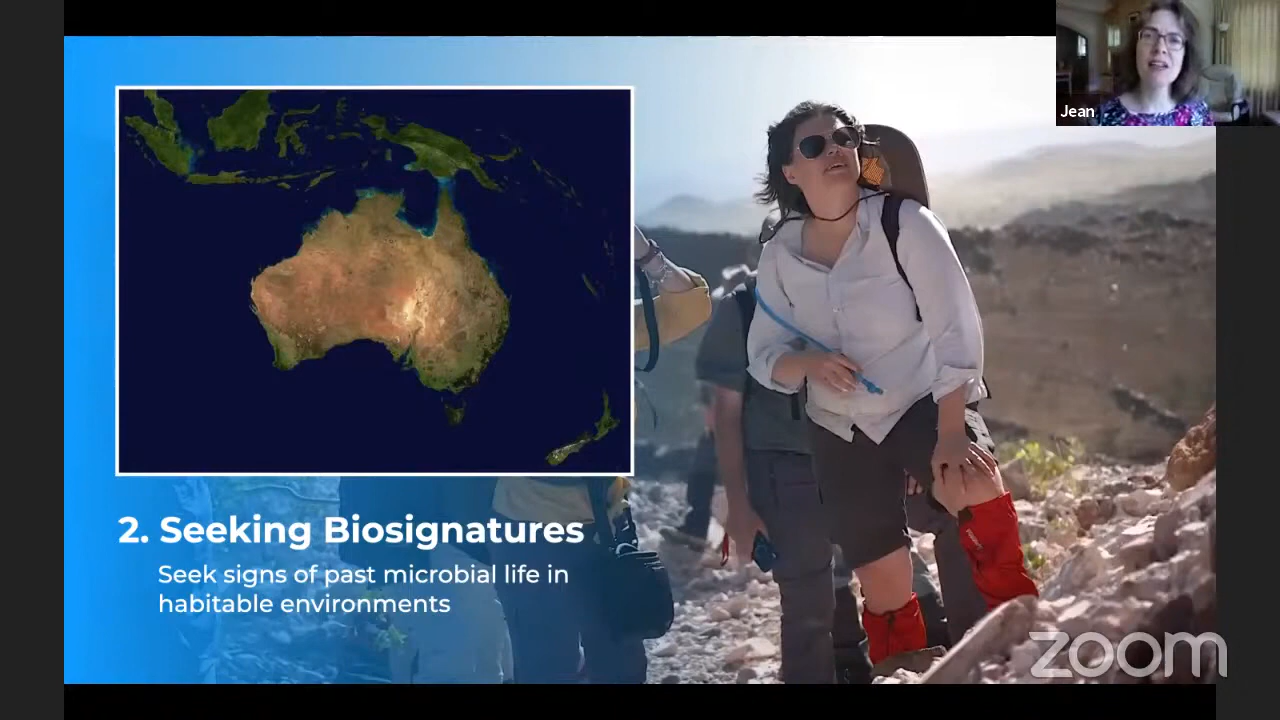 Jean
2. Seeking Biosignatures
Seek signs of past microbial life in
habitable environments
zoom